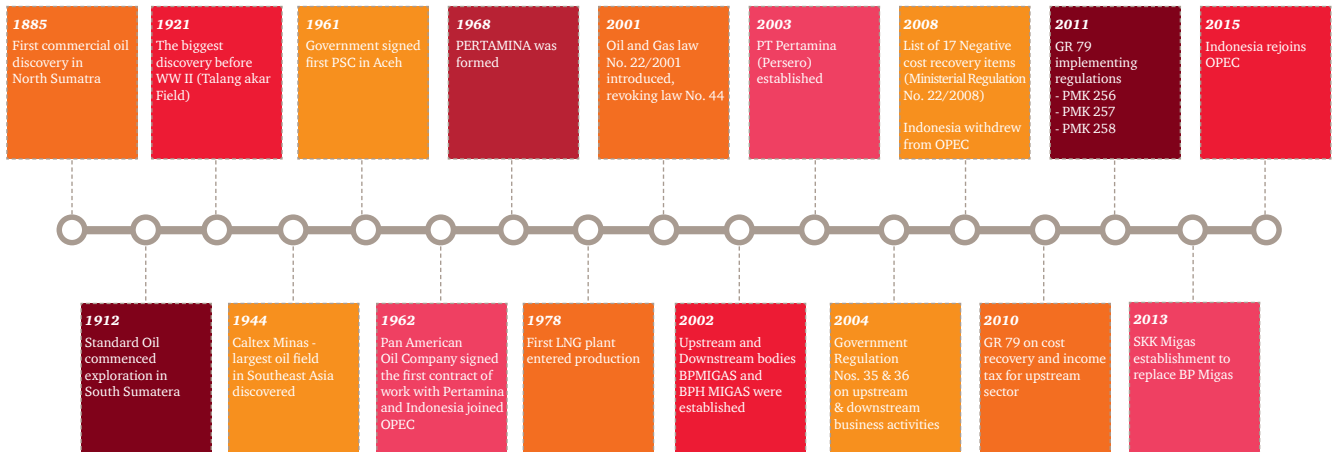 1885
First commercial oil
discovery in
North Sumatra
1921
The biggest
discovery before
WW II (Talang akar
Field)
1961
Government signed
first PSC in Aceh
1968
PERTAMINA was
formed
2001
Oil and Gas law
No. 22/2001
introduced,
revoking law No. 44
2003
PT Pertamina
(Persero)
established
2008
List of 17 Negative
cost recovery items
(Ministerial Regulation
No. 22/2008)
Indonesia withdrew
from OPEC
2011
GR 79
implementing
regulations
- PMK 256
- PMK 257
- PMK 258
2015
Indonesia rejoins
OPEC
1912
Standard Oil
commenced
exploration in
South Sumatera
1944
Caltex Minas -
largest oil field
in Southeast Asia
discovered
1962
Pan American
Oil Company signed
the first contract of
work with Pertamina
and Indonesia joined
OPEC
1978
First LNG plant
entered production
2002
Upstream and
Downstream bodies
BPMIGAS and
BPH MIGAS were
established
2004
Government
Regulation
Nos. 35 & 36
on upstream
& downstream
business activities
2010
GR 79 on cost
recovery and income
tax for upstream
sector
2013
SKK Migas
establishment to
replace BP Migas